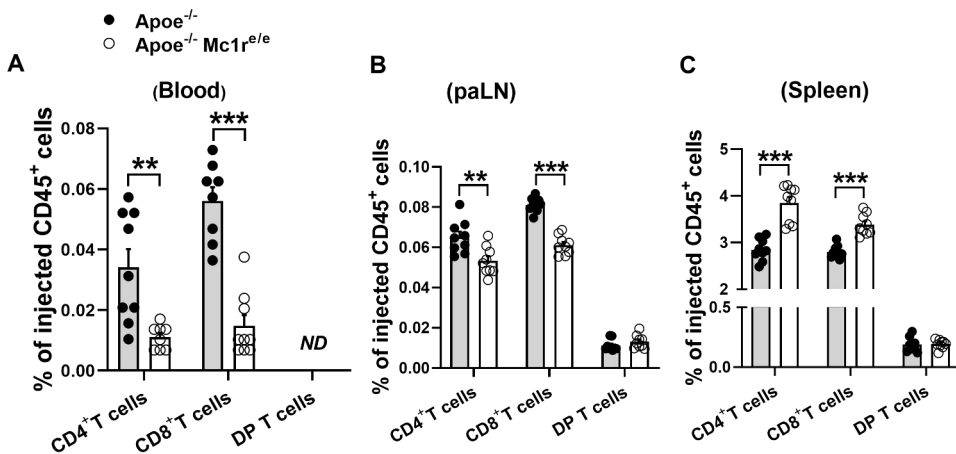 ● Apoe⁻/⁻
○ Apoe⁻/⁻ Mc1rᵉ/ᵉ
A
(Blood)
% of injected CD45⁺ cells
0.08
0.06
0.04
0.02
0.00
**
***
ND
CD4⁺T cells
CD8⁺T cells
DP T cells
B
(paLN)
% of injected CD45⁺ cells
0.10
0.08
0.06
0.04
0.02
0.00
**
***
CD4⁺T cells
CD8⁺T cells
DP T cells
C
(Spleen)
% of injected CD45⁺ cells
5
4
3
2
0.5
0.0
***
***
CD4⁺T cells
CD8⁺T cells
DP T cells